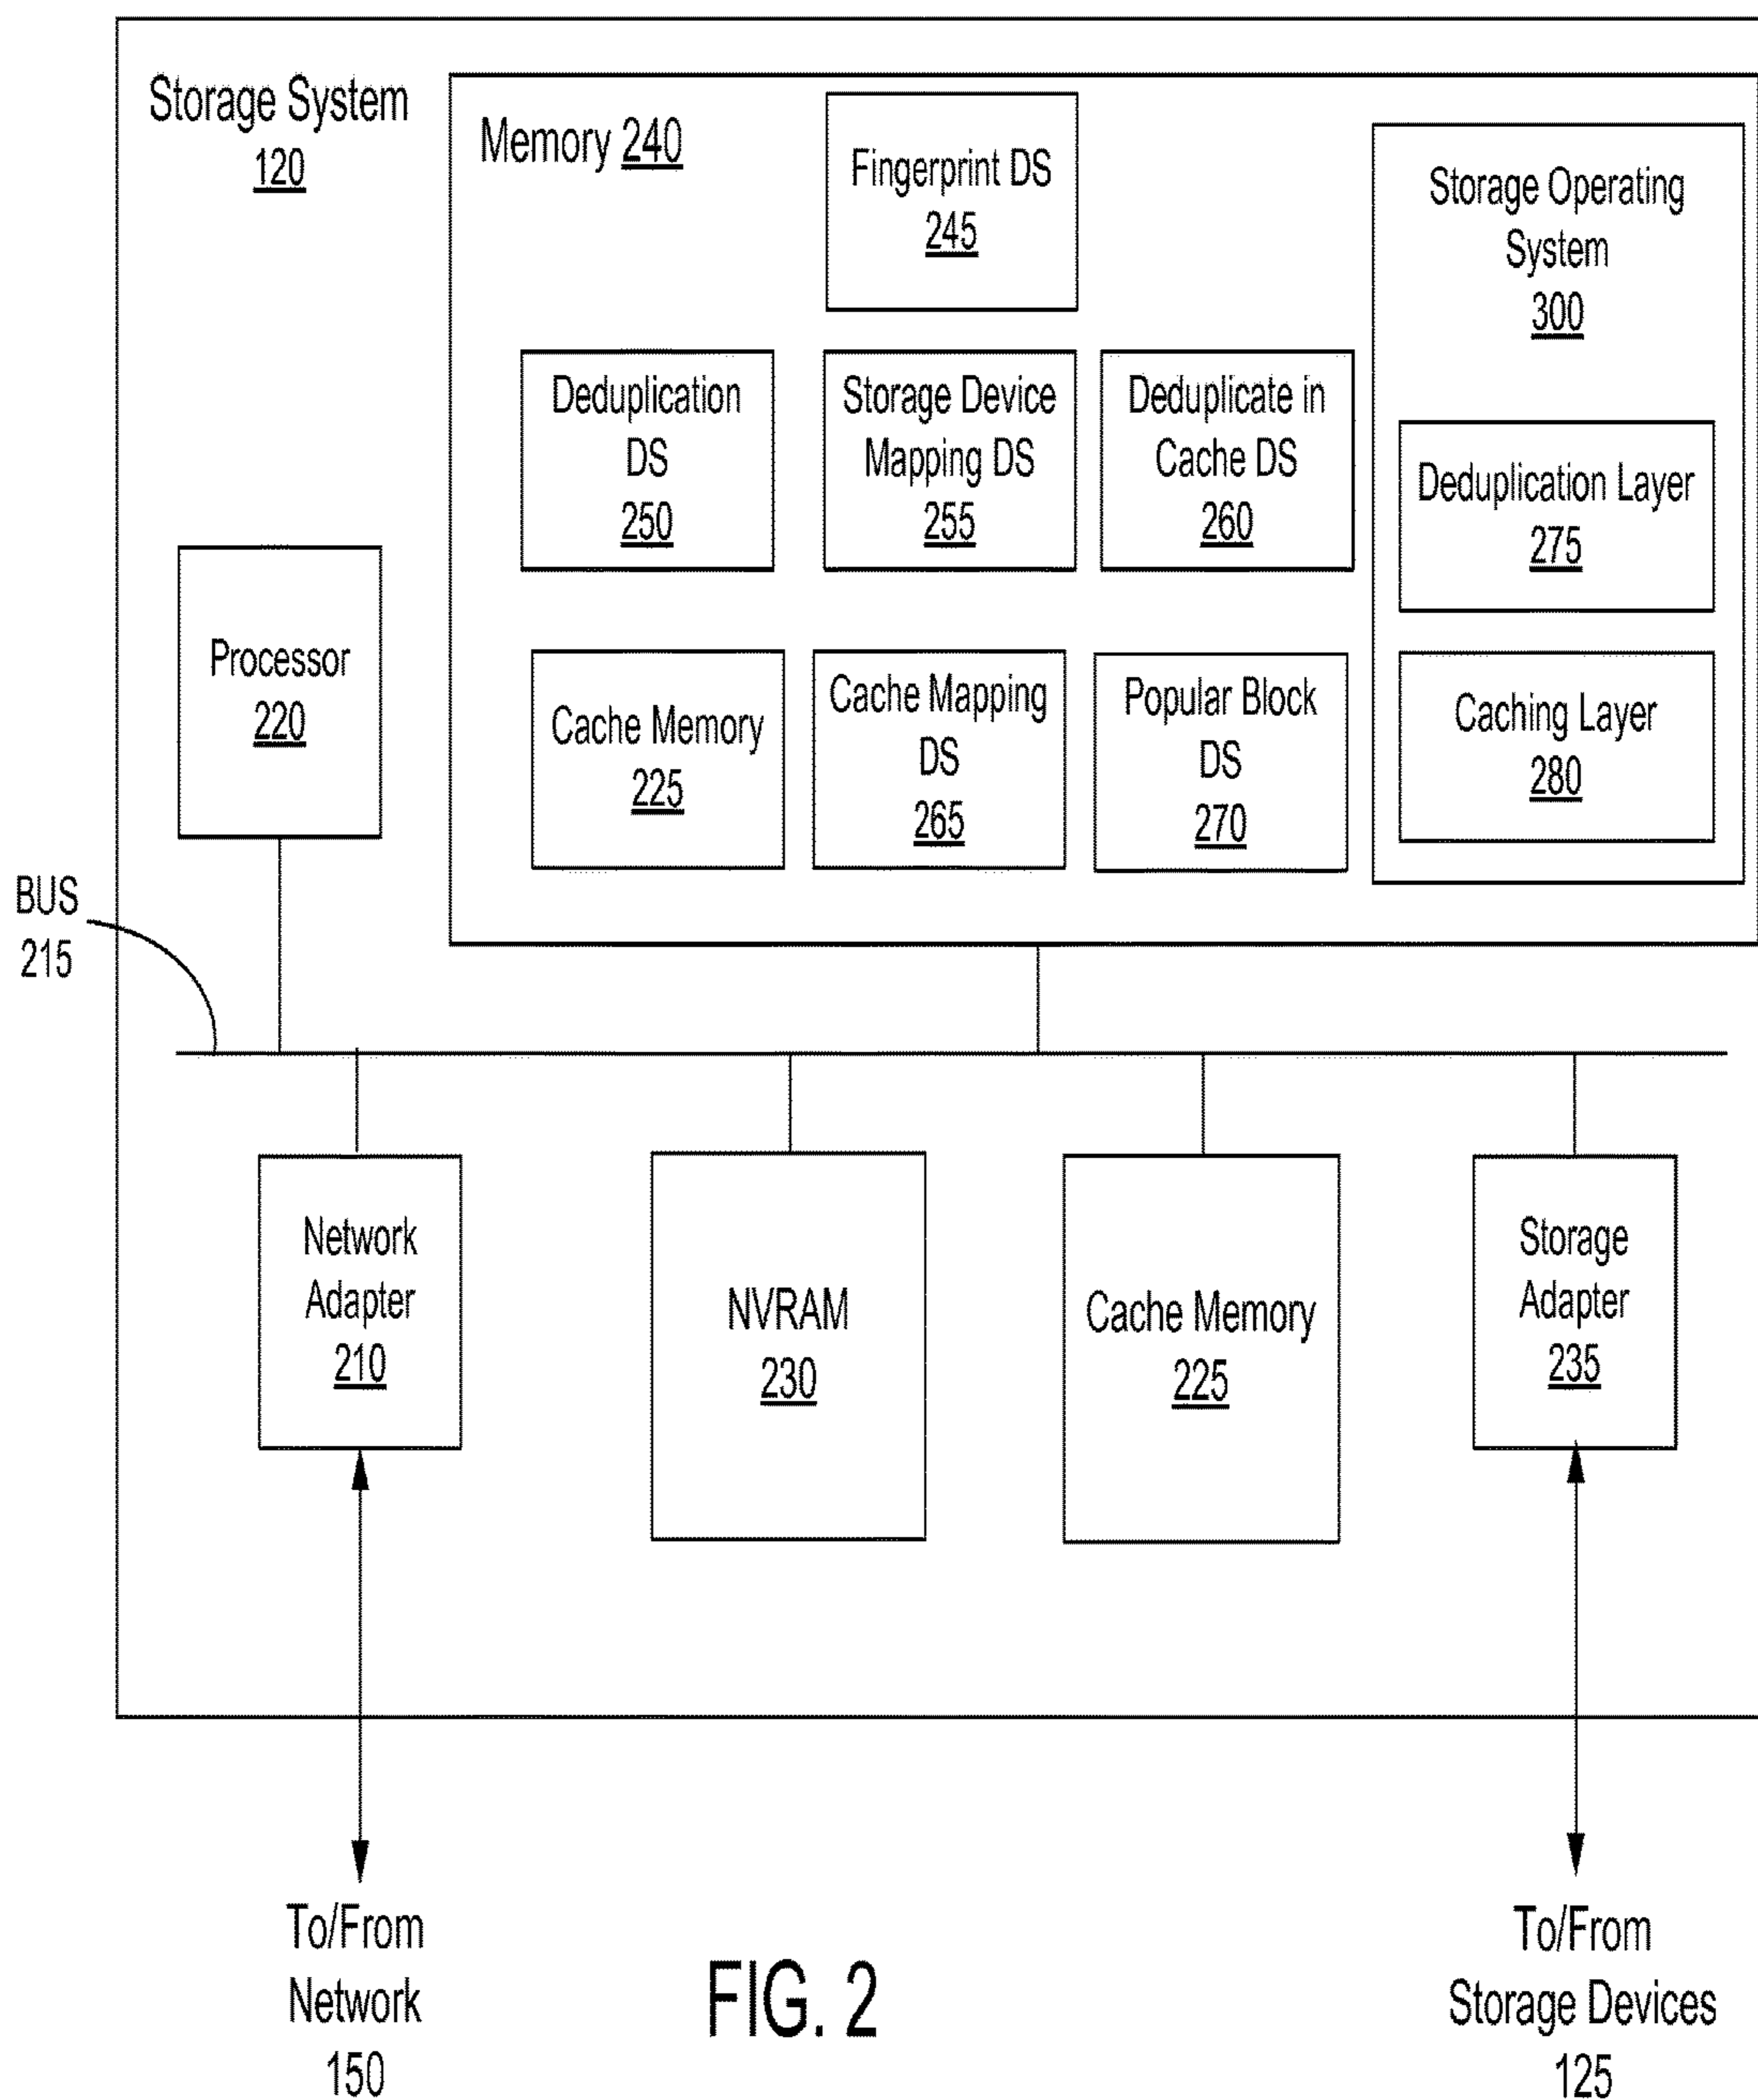 Storage System
120
Memory 240
Fingerprint DS
245
Storage Operating
System
300
Deduplication
DS
250
Storage Device
Mapping DS
255
Deduplicate in
Cache DS
260
Deduplication Layer
275
Processor
220
Cache Memory
225
Cache Mapping
DS
265
Popular Block
DS
270
Caching Layer
280
BUS
215
Network
Adapter
210
NVRAM
230
Cache Memory
225
Storage
Adapter
235
To/From
Network
150
FIG. 2
To/From
Storage Devices
125